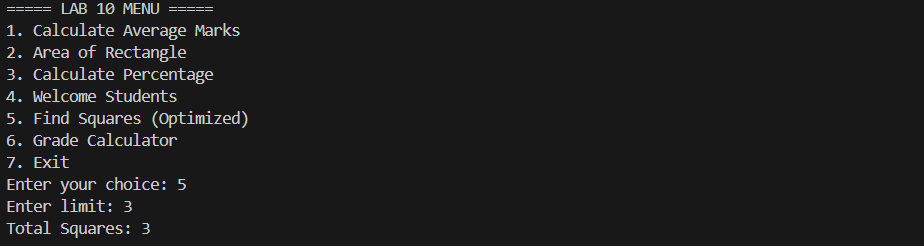 ===== LAB 10 MENU =====
1. Calculate Average Marks
2. Area of Rectangle
3. Calculate Percentage
4. Welcome Students
5. Find Squares (Optimized)
6. Grade Calculator
7. Exit
Enter your choice: 5
Enter limit: 3
Total Squares: 3